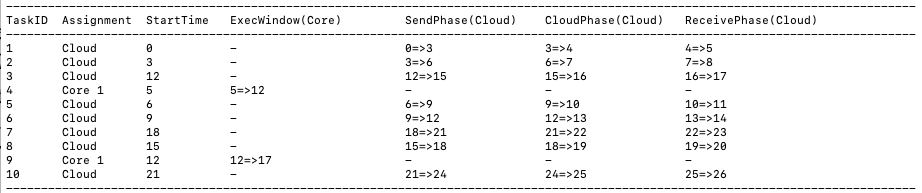 TaskID Assignment StartTime ExecWindow(Core) SendPhase(Cloud) CloudPhase(Cloud) ReceivePhase(Cloud)
1 Cloud 0 – 0=>3 3=>4 4=>5
2 Cloud 3 – 3=>6 6=>7 7=>8
3 Cloud 12 – 12=>15 15=>16 16=>17
4 Core 1 5 5=>12 – – –
5 Cloud 6 – 6=>9 9=>10 10=>11
6 Cloud 9 – 9=>12 12=>13 13=>14
7 Cloud 18 – 18=>21 21=>22 22=>23
8 Cloud 15 – 15=>18 18=>19 19=>20
9 Core 1 12 12=>17 – – –
10 Cloud 21 – 21=>24 24=>25 25=>26